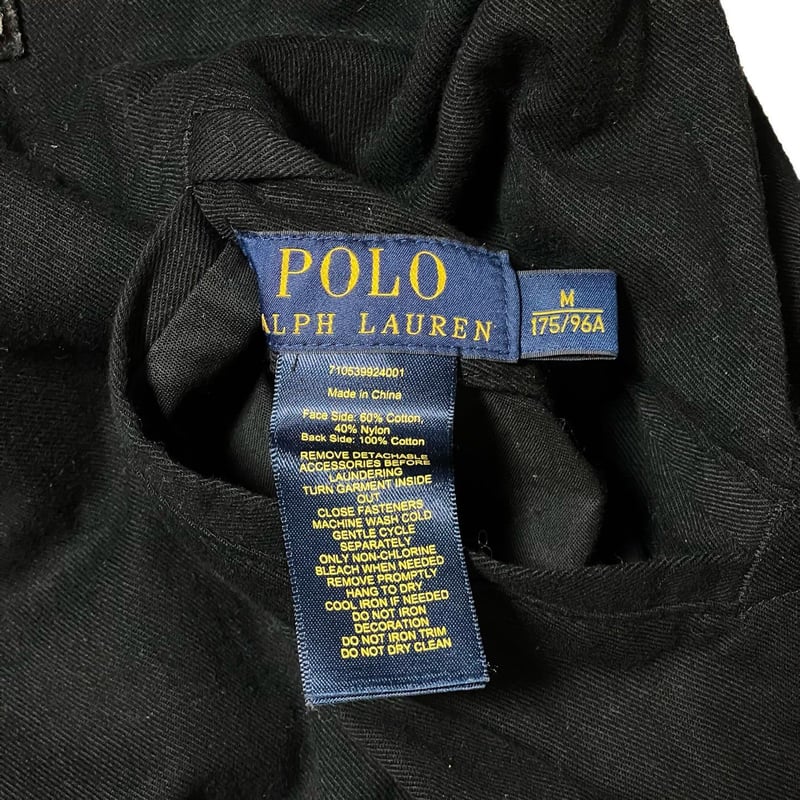 POLO
ALPH LAUREN
M
175/96A
710539924001
Made in China
Face Side: 60% Cotton,
40% Nylon
Back Side: 100% Cotton
REMOVE DETACHABLE
ACCESSORIES BEFORE
LAUNDERING
TURN GARMENT INSIDE
OUT
CLOSE FASTENERS
MACHINE WASH COLD
GENTLE CYCLE
SEPARATELY
ONLY NON-CHLORINE
BLEACH WHEN NEEDED
REMOVE PROMPTLY
HANG TO DRY
COOL IRON IF NEEDED
DO NOT IRON
DECORATION
DO NOT IRON TRIM
DO NOT DRY CLEAN